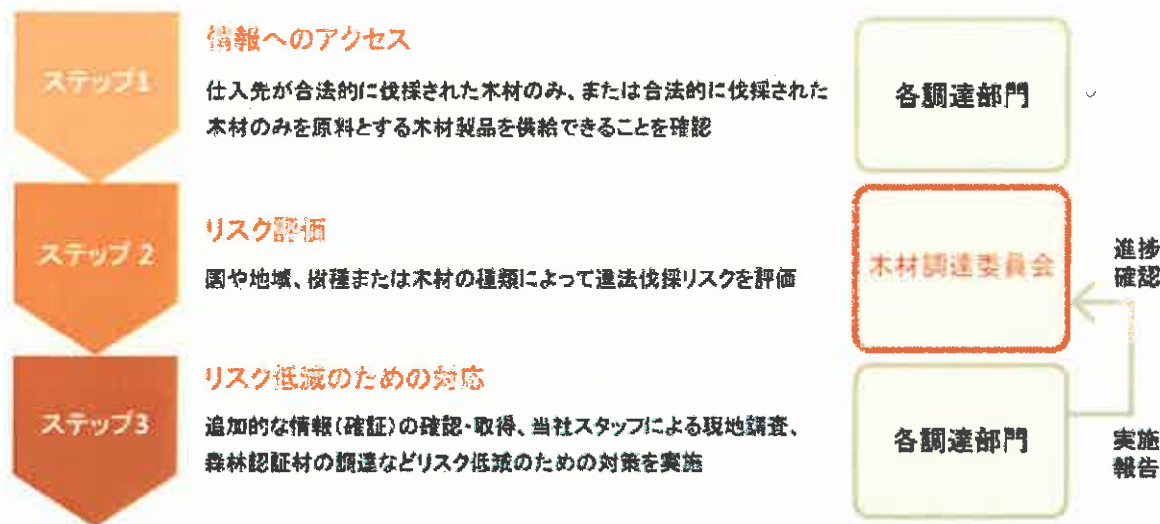 ステップ1
情報へのアクセス
仕入先が合法的に伐採された木材のみ、または合法的に伐採された
木材のみを原料とする木材製品を供給できることを確認
各調達部門
ステップ 2
リスク評価
国や地域、樹種または木材の種類によって違法伐採リスクを評価
木材調達委員会
進捗
確認
ステップ3
リスク低減のための対応
追加的な情報(確証)の確認・取得、当社スタッフによる現地調査、
森林認証材の調達などリスク低減のための対策を実施
各調達部門
実施
報告